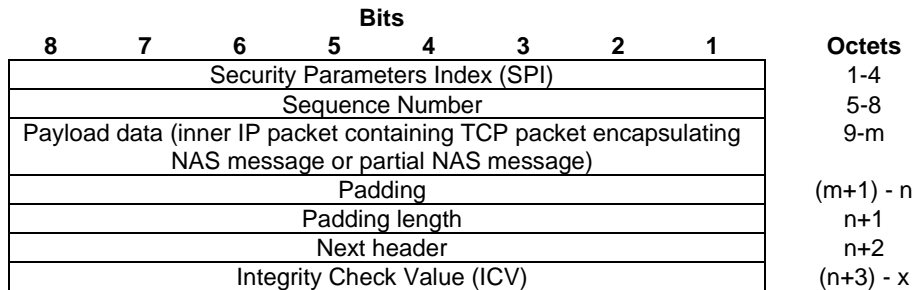 Bits
8 7 6 5 4 3 2 1 Octets
Security Parameters Index (SPI) 1-4
Sequence Number 5-8
Payload data (inner IP packet containing TCP packet encapsulating 9-m
NAS message or partial NAS message)
Padding (m+1) - n
Padding length n+1
Next header n+2
Integrity Check Value (ICV) (n+3) - x